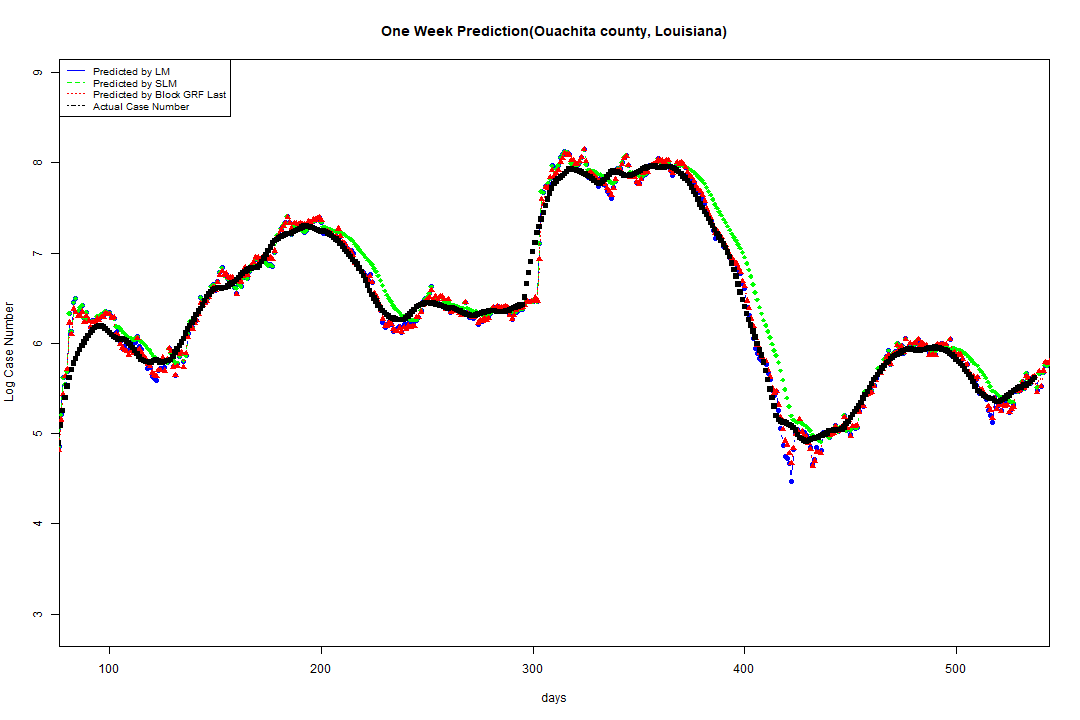 One Week Prediction(Ouachita county, Louisiana)
Predicted by LM
Predicted by SLM
Predicted by Block GRF Last
Actual Case Number
9
8
7
6
5
4
3
Log Case Number
100 200 300 400 500
days